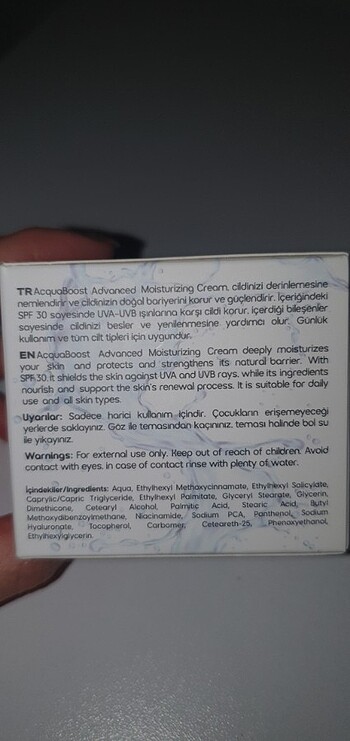 TR AcquaBoost Advanced Moisturizing Cream, cildinizi derinlemesine
nemlendirir ve cildinizin doğal bariyerini korur ve güçlendirir. İçeriğindeki
SPF 30 sayesinde UVA-UVB ışınlarına karşı cildi korur, içerdiği bileşenler
sayesinde cildinizi besler ve yenilenmesine yardımcı olur. Günlük
kullanım ve tüm cilt tipleri için uygundur.
EN AcquaBoost Advanced Moisturizing Cream deeply moisturizes
your skin and protects and strengthens its natural barrier. With
SPF 30, it shields the skin against UVA and UVB rays, while its ingredients
nourish and support the skin's renewal process. It is suitable for daily
use and all skin types.
Uyarılar: Sadece harici kullanım içindir. Çocukların erişemeyeceği
yerlerde saklayınız. Göz ile temasından kaçınınız, teması halinde bol su
ile yıkayınız.
Warnings: For external use only. Keep out of reach of children. Avoid
contact with eyes, in case of contact rinse with plenty of water.
İçindekiler/Ingredients: Aqua, Ethylhexyl Methoxycinnamate, Ethylhexyl Salicylate,
Caprylic/Capric Triglyceride, Ethylhexyl Palmitate, Glyceryl Stearate, Glycerin,
Dimethicone, Cetearyl Alcohol, Palmitic Acid, Stearic Acid, Butyl
Methoxydibenzoylmethane, Niacinamide, Sodium PCA, Panthenol, Sodium
Hyaluronate, Tocopherol, Carbomer, Ceteareth-25, Phenoxyethanol,
Ethylhexylglycerin.